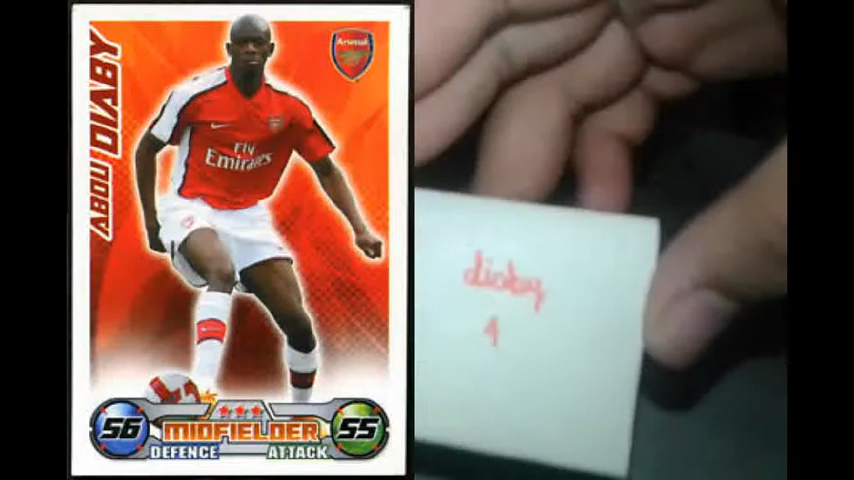 ABOU DIABY
Arsenal
Fly
Emirates
56
MIDFIELDER
55
DEFENCE
ATTACK
diaby
4